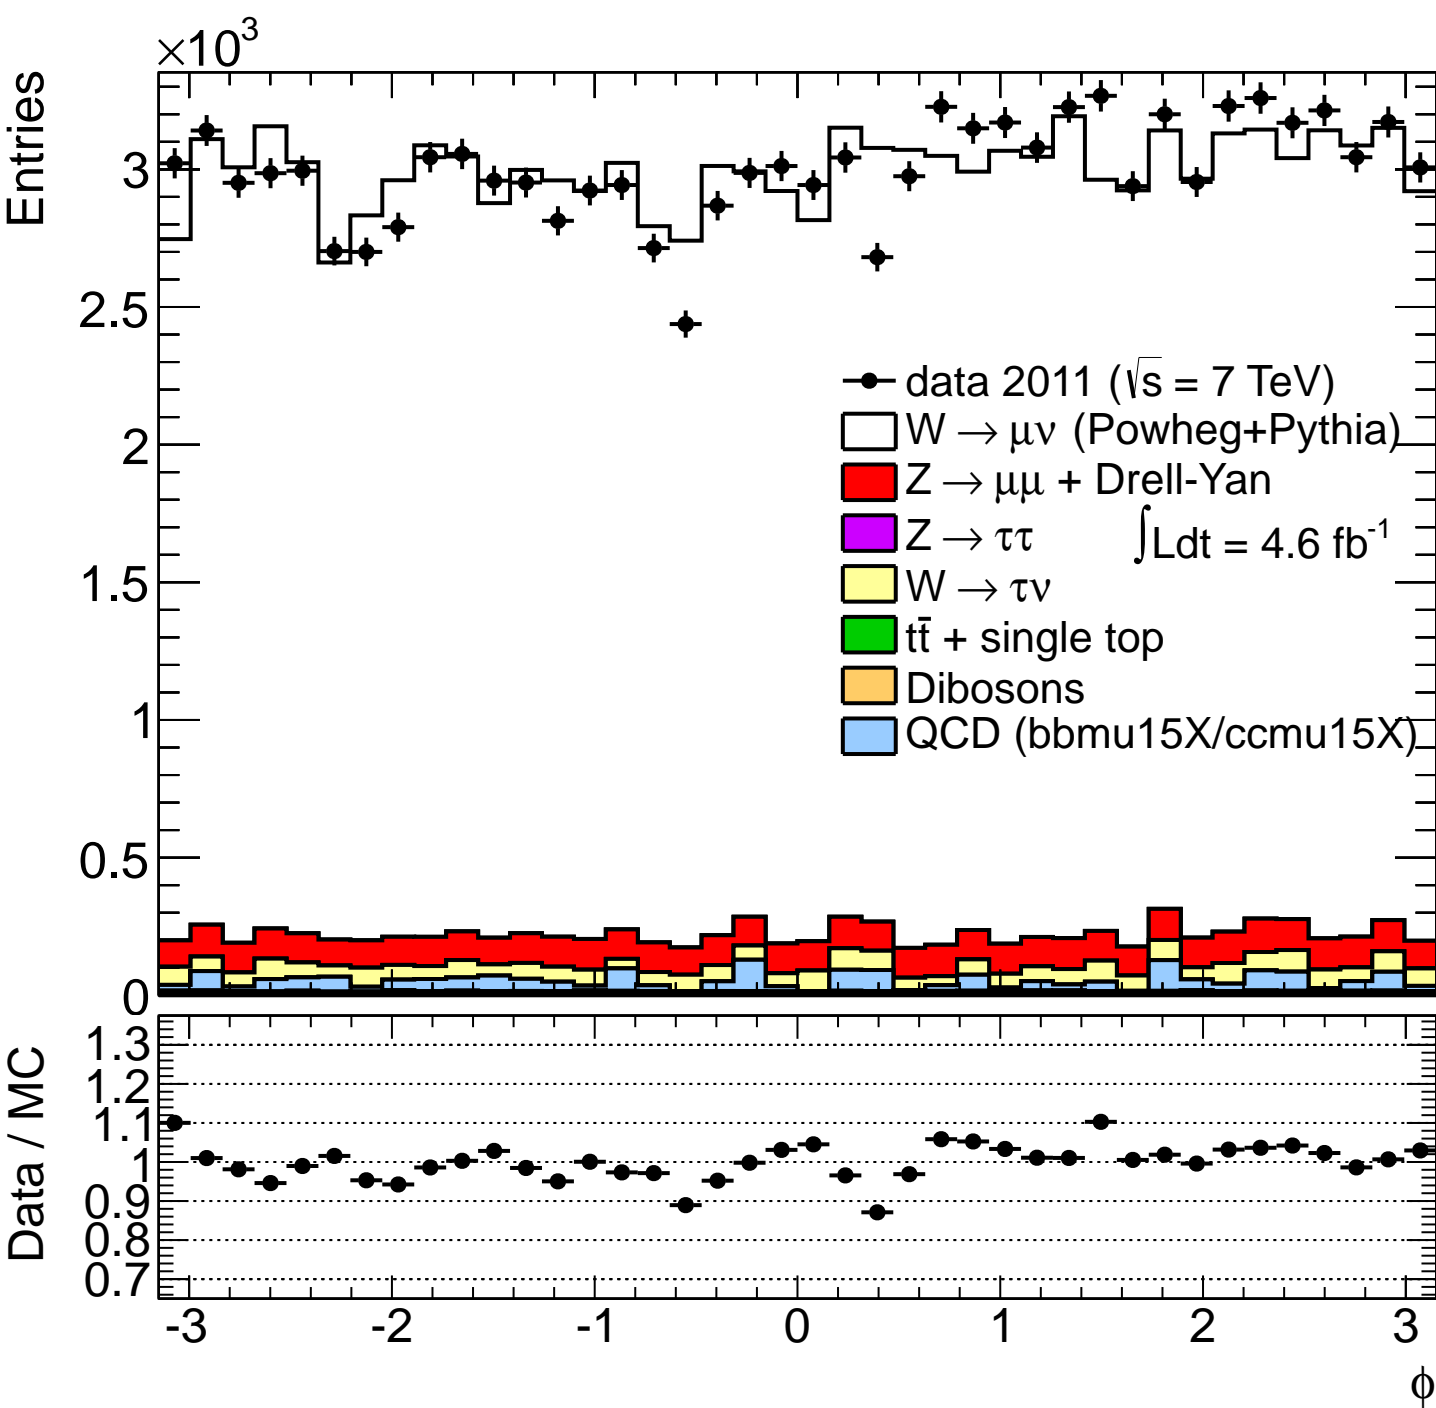 ×10³
Entries
3
2.5
2
1.5
1
0.5
0
data 2011 (√s = 7 TeV)
W → μν (Powheg+Pythia)
Z → μμ + Drell-Yan
Z → ττ
∫Ldt = 4.6 fb⁻¹
W → τν
tt̄ + single top
Dibosons
QCD (bbmu15X/ccmu15X)
Data / MC
1.3
1.2
1.1
1
0.9
0.8
0.7
-3 -2 -1 0 1 2 3
ϕ